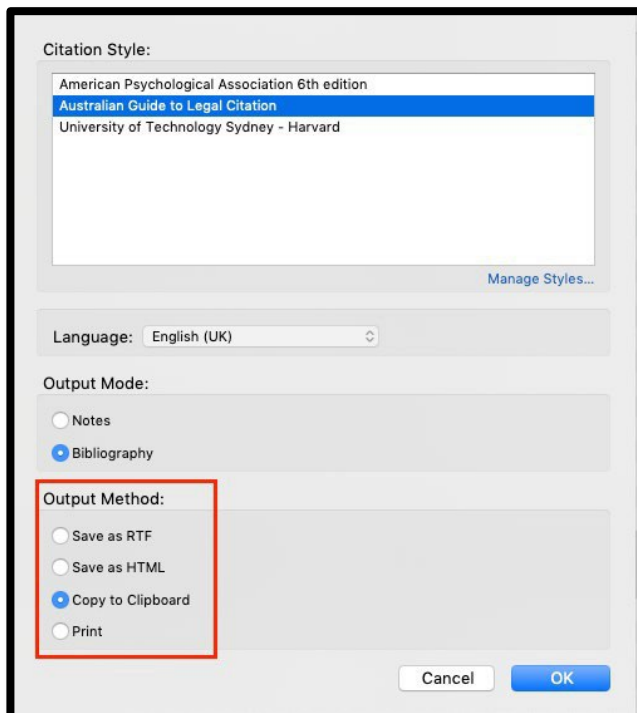 Citation Style:
American Psychological Association 6th edition
Australian Guide to Legal Citation
University of Technology Sydney - Harvard
Manage Styles...
Language: English (UK)
Output Mode:
Notes
Bibliography
Output Method:
Save as RTF
Save as HTML
Copy to Clipboard
Print
Cancel OK